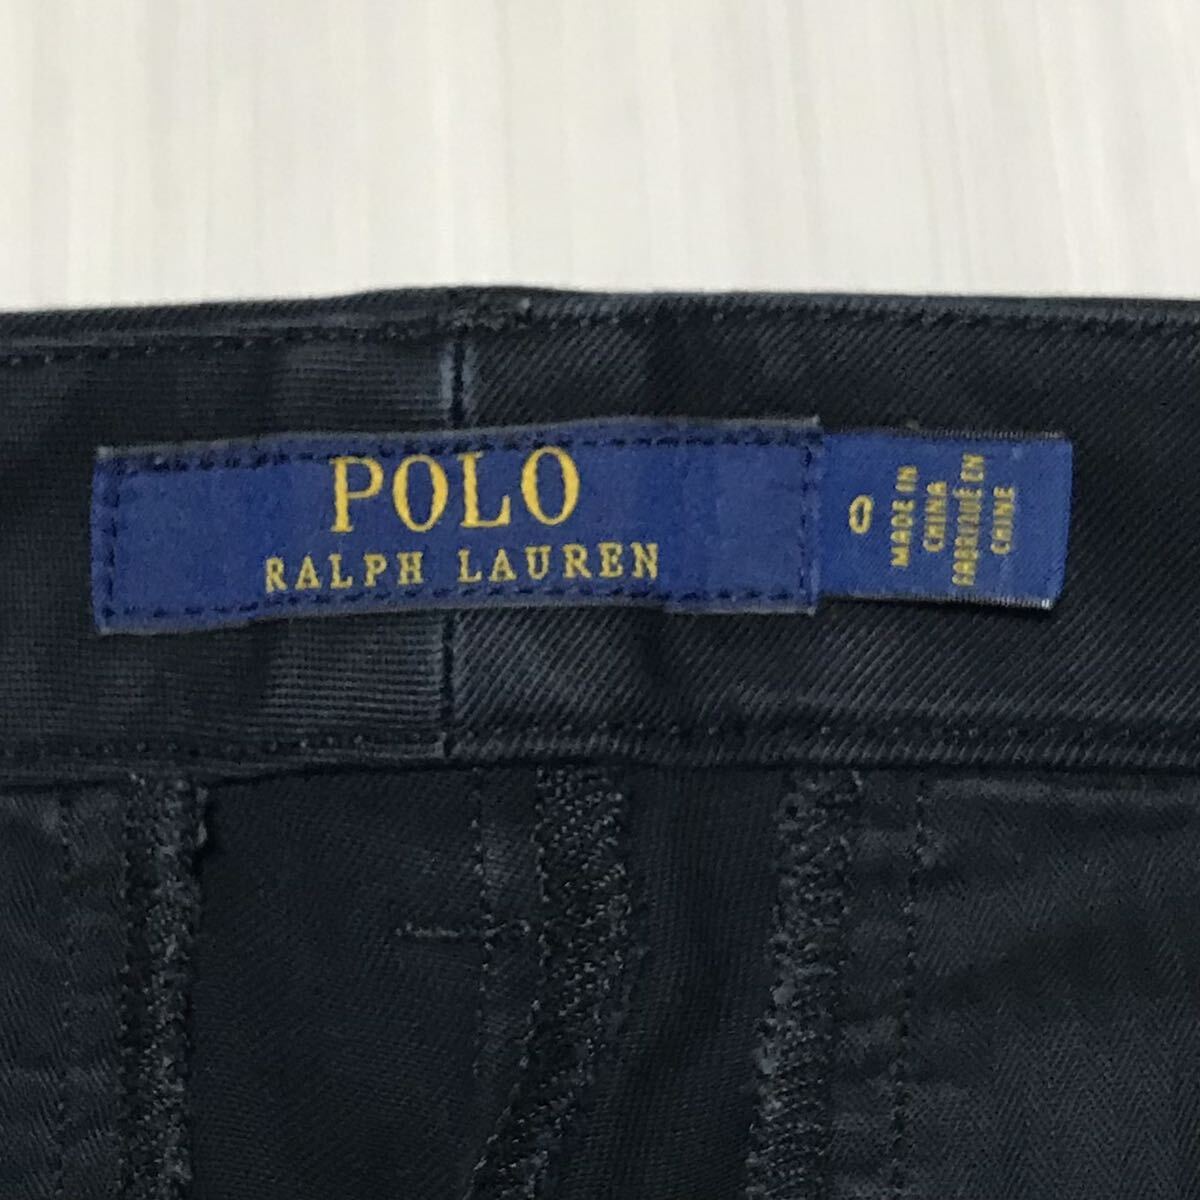 POLO
RALPH LAUREN
0
MADE IN
CHINA
FABRIQUÉ EN
CHINE